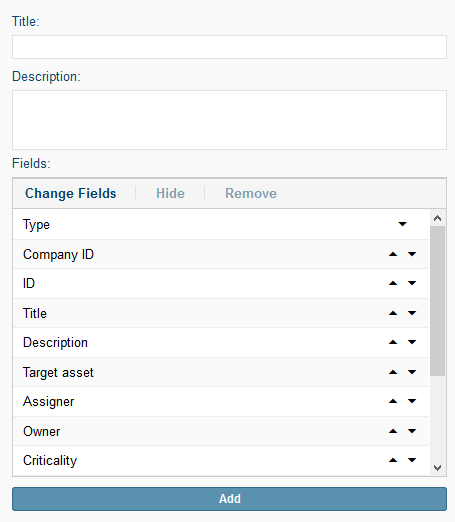 Title:
Description:
Fields:
Change Fields Hide Remove
Type
Company ID
ID
Title
Description
Target asset
Assigner
Owner
Criticality
Add